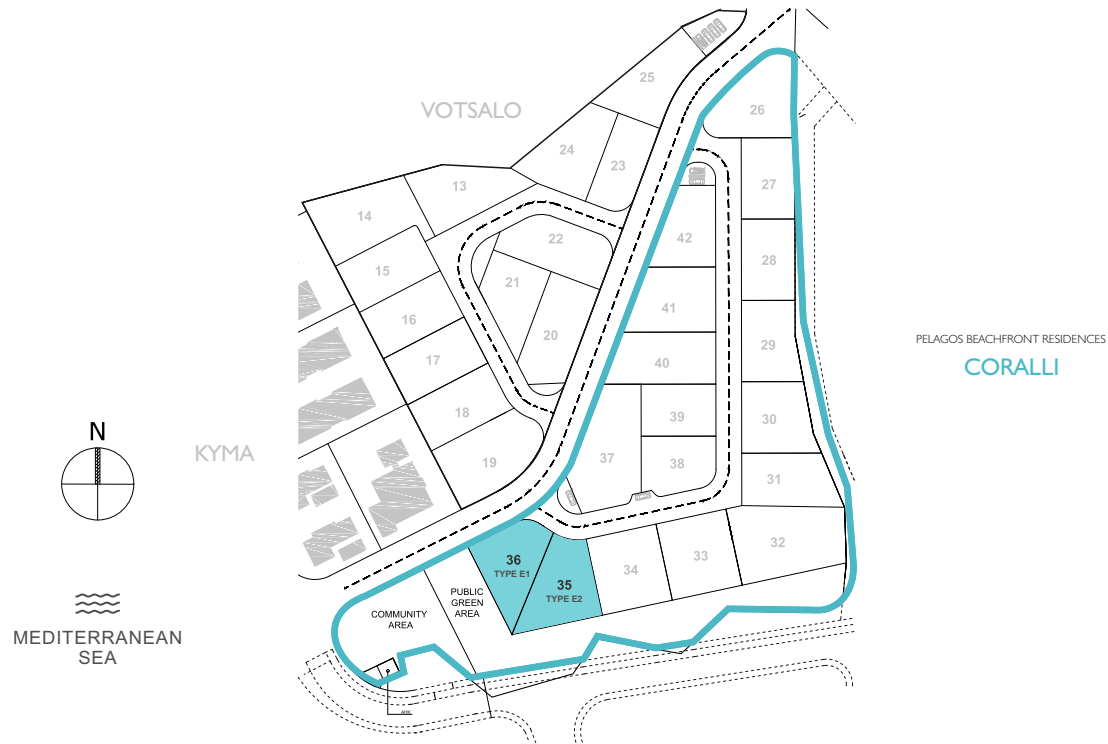 25
VOTSALO
26
24
23
13
27
14
22
42
28
15
21
41
16
20
29
17
40
PELAGOS BEACHFRONT RESIDENCES
CORALLI
18
39
30
N
KYMA
19
37
38
31
36
TYPE E1
32
33
34
35
TYPE E2
PUBLIC
GREEN
AREA
COMMUNITY
AREA
MEDITERRANEAN
SEA